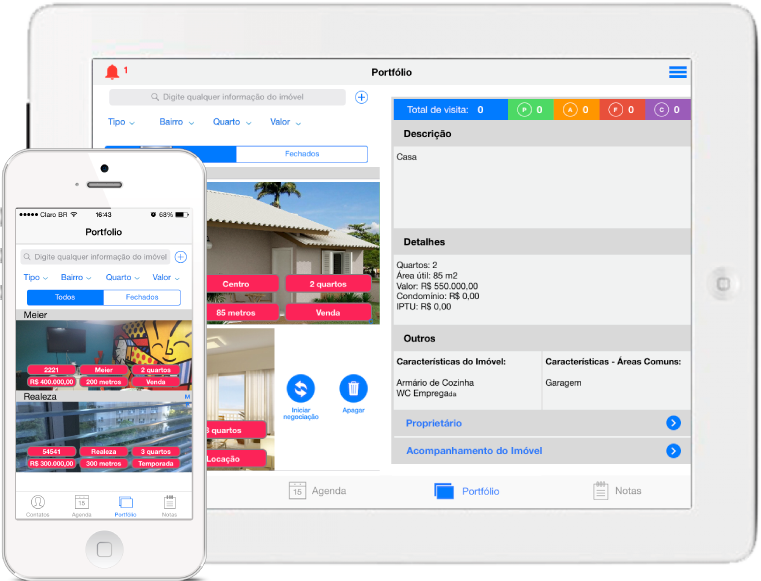 1
Portfólio
Digite qualquer informação do imóvel
Tipo Bairro Quarto Valor
Fechados
Centro 2 quartos
85 metros Venda
quartos
Locação
Iniciar negociação
Apagar
Total de visita: 0 P 0 A 0 F 0 C 0
Descrição
Casa
Detalhes
Quartos: 2
Área útil: 85 m2
Valor: R$ 550.000,00
Condomínio: R$ 0,00
IPTU: R$ 0,00
Outros
Características do Imóvel: Características - Áreas Comuns:
Armário de Cozinha Garagem
WC Empregada
Proprietário
Acompanhamento do Imóvel
15 Agenda Portfólio Notas
Claro BR 16:43 68%
Portfolio
Digite qualquer informação do imóvel
Tipo Bairro Quarto Valor
Todos Fechados
Meier
2221 Meier 2 quartos
R$ 400.000,00 200 metros Venda
Realeza M
54541 Realeza 3 quartos
R$ 300.000,00 300 metros Temporada
15
Contatos Agenda Portfólio Notas